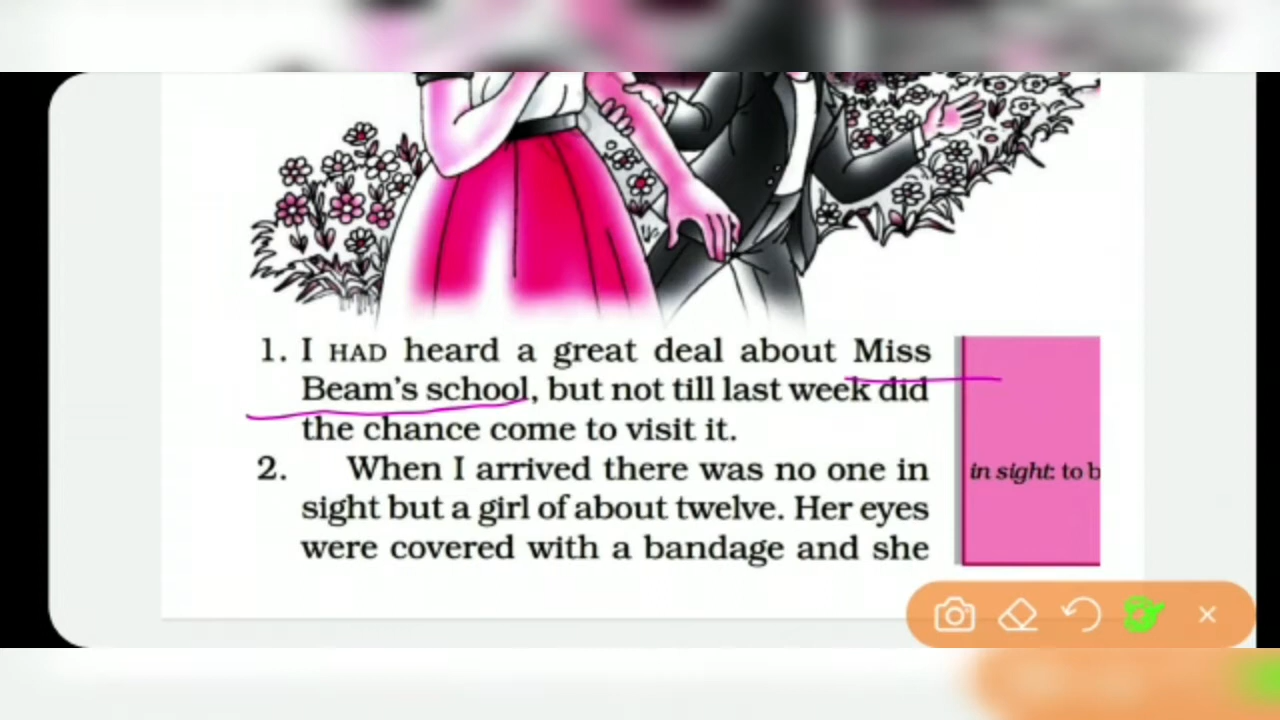 1. I HAD heard a great deal about Miss
Beam's school, but not till last week did
the chance come to visit it.
2. When I arrived there was no one in
sight but a girl of about twelve. Her eyes
were covered with a bandage and she
in sight: to b